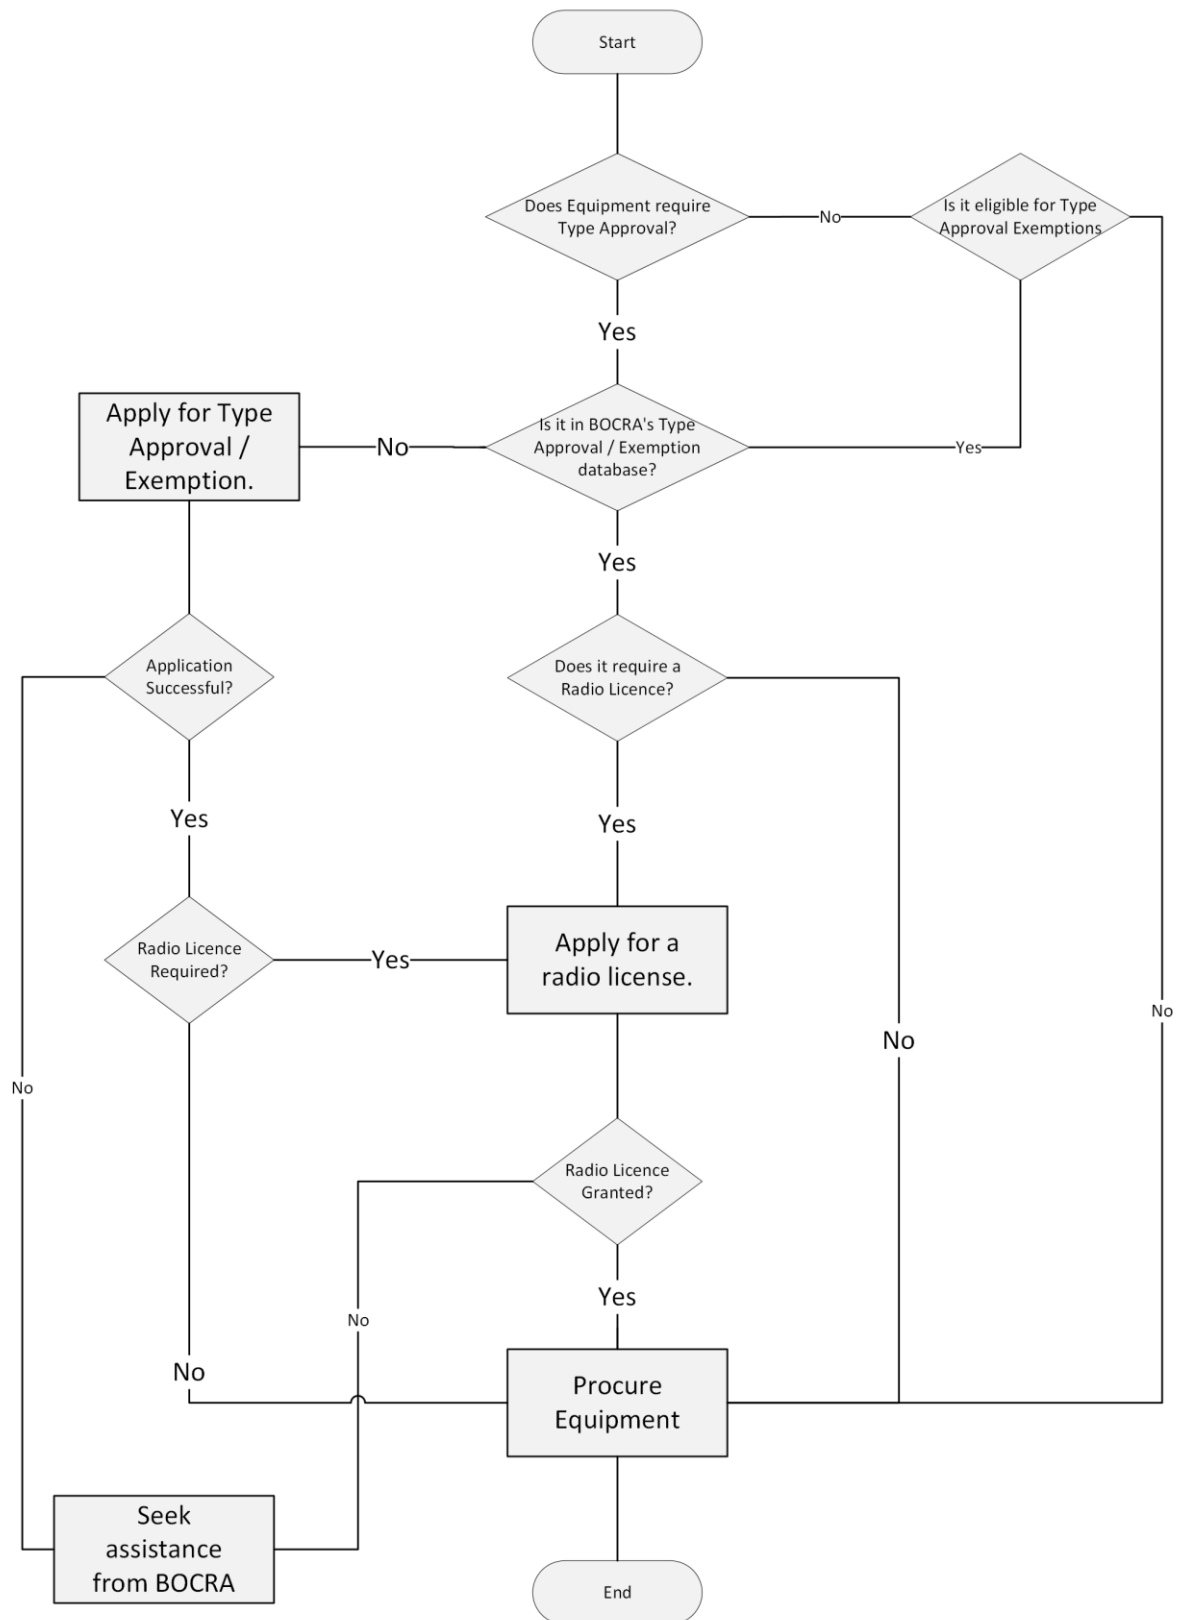 Start
Does Equipment require
Type Approval?
No
Is it eligible for Type
Approval Exemptions
Yes
Apply for Type
Approval /
Exemption.
No
Is it in BOCRA's Type
Approval / Exemption
database?
Yes
Yes
Application
Successful?
Does it require a
Radio Licence?
Yes
Yes
Radio Licence
Required?
Yes
Apply for a
radio license.
No
No
No
Radio Licence
Granted?
Yes
No
No
Procure
Equipment
Seek
assistance
from BOCRA
End